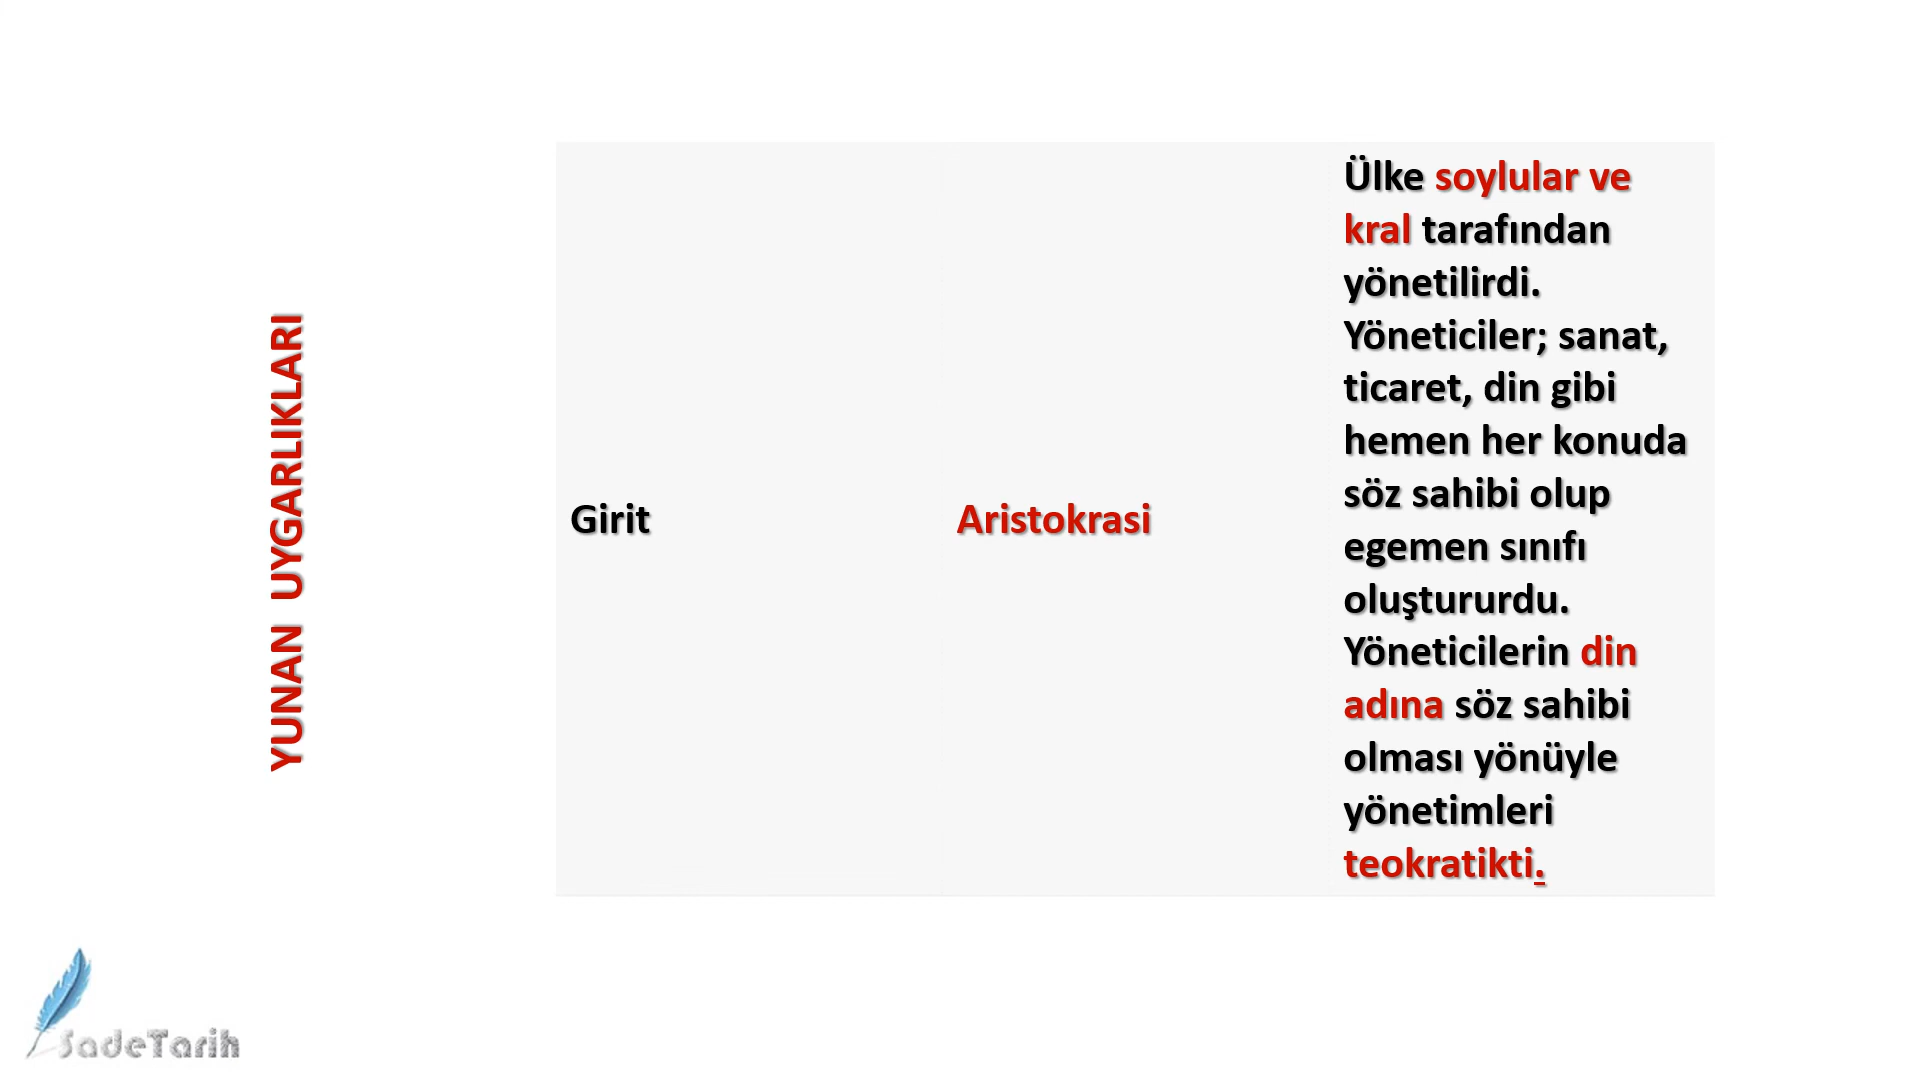 YUNAN UYGARLIKLARI
Girit
Aristokrasi
Ülke soylular ve
kral tarafından
yönetilirdi.
Yöneticiler; sanat,
ticaret, din gibi
hemen her konuda
söz sahibi olup
egemen sınıfı
oluştururdu.
Yöneticilerin din
adına söz sahibi
olması yönüyle
yönetimleri
teokratikti.
SadeTarih